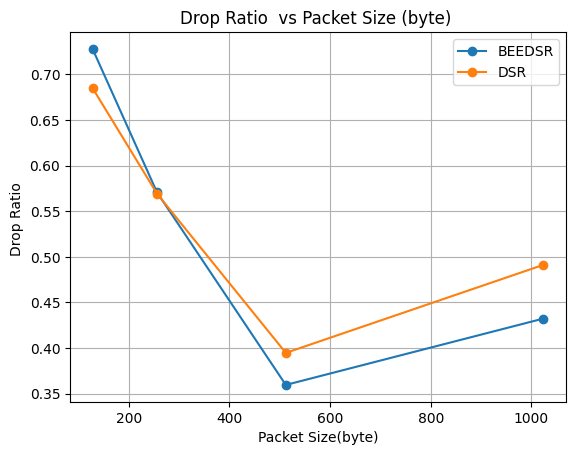 Drop Ratio  vs Packet Size (byte)
BEEDSR
DSR
Drop Ratio
0.70
0.65
0.60
0.55
0.50
0.45
0.40
0.35
200
400
600
800
1000
Packet Size(byte)